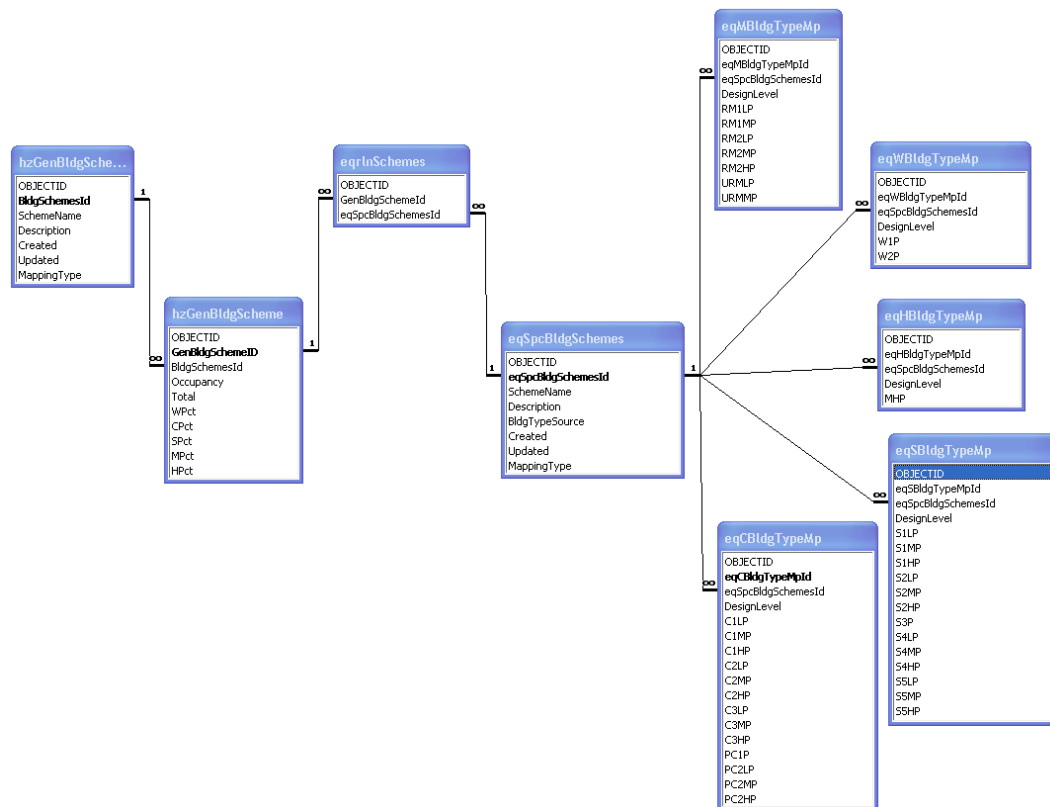 hzGenBldgSche...
OBJECTID
BldgSchemesId
SchemeName
Description
Created
Updated
MappingType
1
∞
hzGenBldgScheme
OBJECTID
GenBldgSchemeID
BldgSchemesId
Occupancy
Total
WPct
CPct
SPct
MPct
HPct
1
∞
eqrlnSchemes
OBJECTID
GenBldgSchemeId
eqSpcBldgSchemesId
∞
1
eqSpcBldgSchemes
OBJECTID
eqSpcBldgSchemesId
SchemeName
Description
BldgTypeSource
Created
Updated
MappingType
1
∞
eqMBldgTypeMp
OBJECTID
eqMBldgTypeMpId
eqSpcBldgSchemesId
DesignLevel
RM1LP
RM1MP
RM2LP
RM2MP
RM2HP
URMLP
URMMP
∞
eqWBldgTypeMp
OBJECTID
eqWBldgTypeMpId
eqSpcBldgSchemesId
DesignLevel
W1P
W2P
∞
eqHBldgTypeMp
OBJECTID
eqHBldgTypeMpId
eqSpcBldgSchemesId
DesignLevel
MHP
∞
eqSBldgTypeMp
OBJECTID
eqSBldgTypeMpId
eqSpcBldgSchemesId
DesignLevel
S1LP
S1MP
S1HP
S2LP
S2MP
S2HP
S3P
S4LP
S4MP
S4HP
S5LP
S5MP
S5HP
∞
eqCBldgTypeMp
OBJECTID
eqCBldgTypeMpId
eqSpcBldgSchemesId
DesignLevel
C1LP
C1MP
C1HP
C2LP
C2MP
C2HP
C3LP
C3MP
C3HP
PC1P
PC2LP
PC2MP
PC2HP